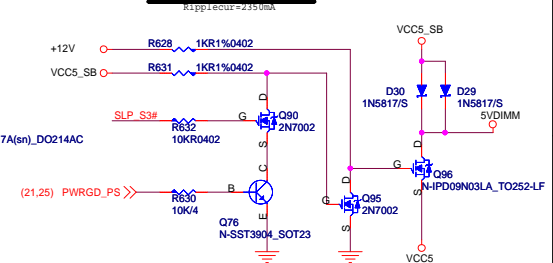 Ripplecur=2350mA
VCC5_SB
+12V R628 1KR1%0402
VCC5_SB R631 1KR1%0402
D30 1N5817/S D29 1N5817/S
5VDIMM
SLP_S3# R632 10KR0402
D G S Q90 2N7002
7A(sn)_DO214AC
D G S Q96 N-IPD09N03LA_TO252-LF
(21,25) PWRGD_PS R630 10K/4
C B E Q76 N-SST3904_SOT23
D G S Q95 2N7002
VCC5